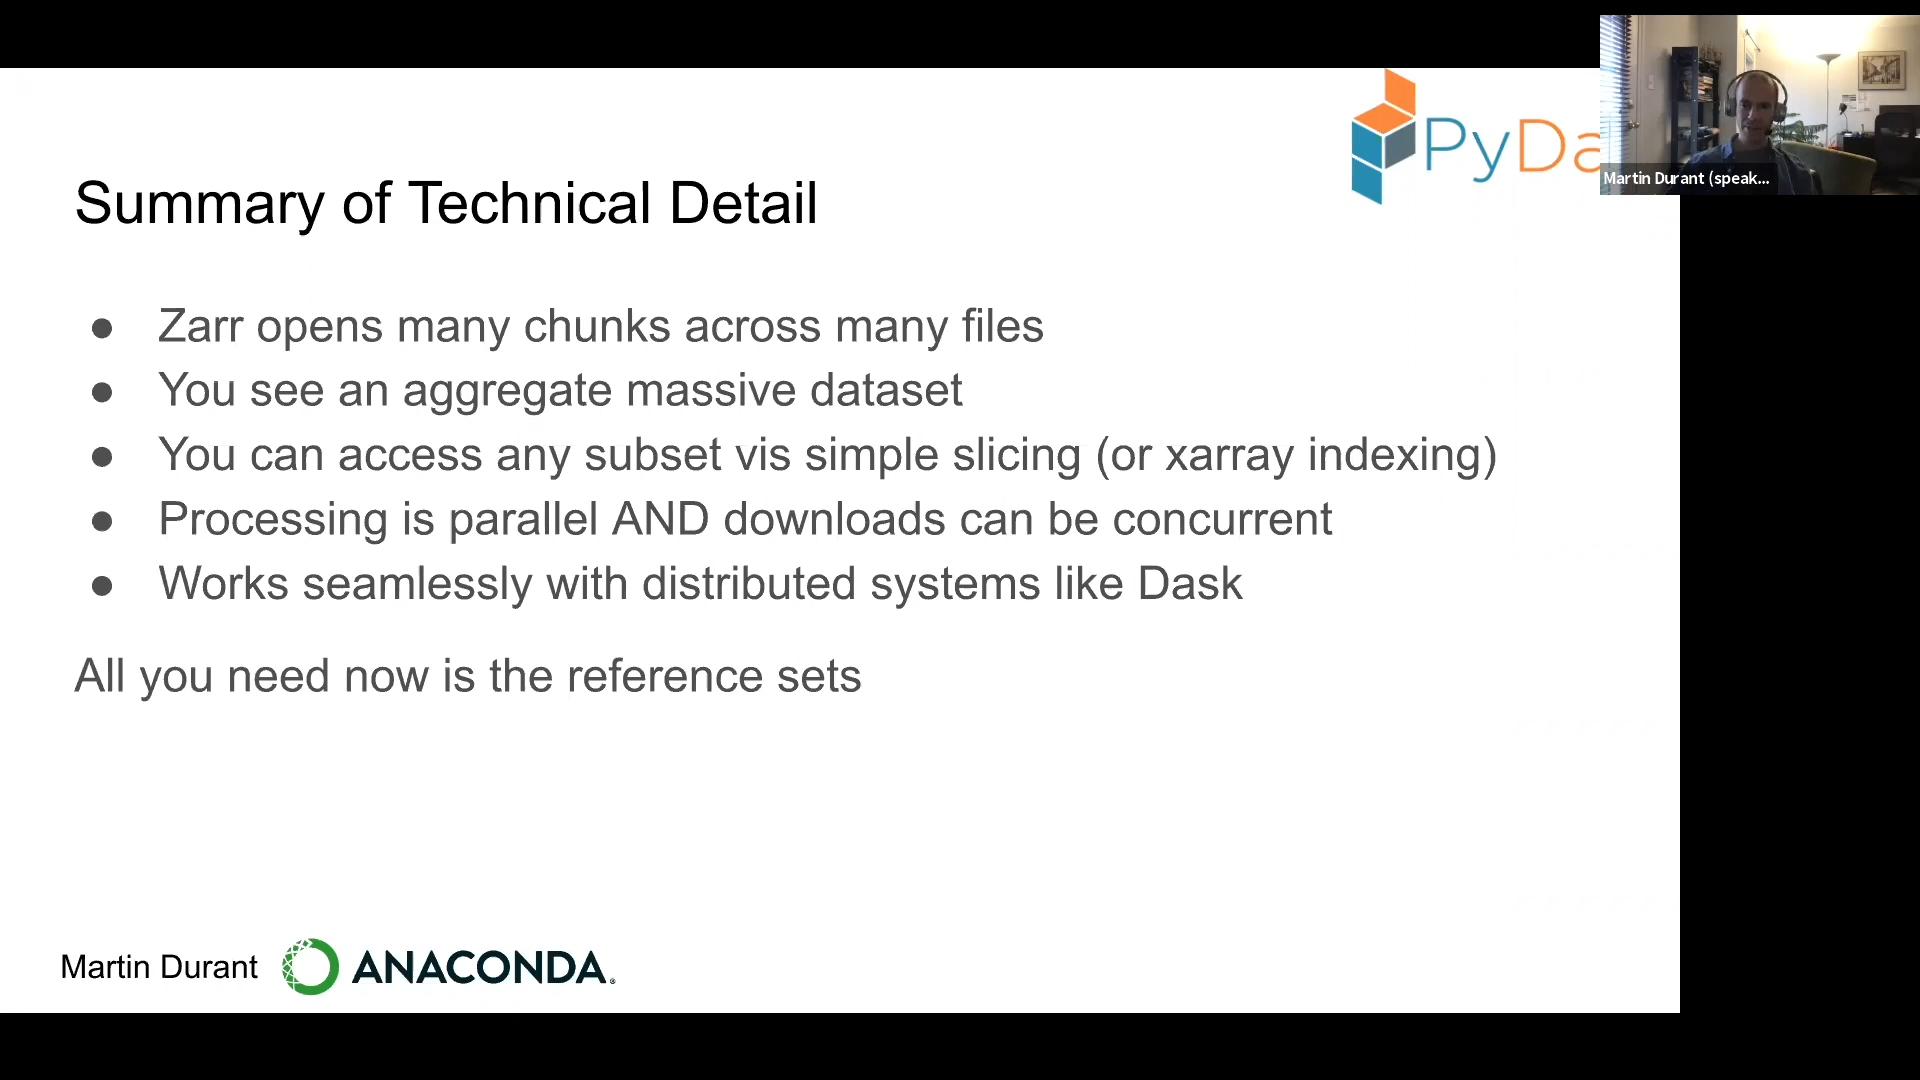 PyDa
Martin Durant (speak...
Summary of Technical Detail
● Zarr opens many chunks across many files
● You see an aggregate massive dataset
● You can access any subset vis simple slicing (or xarray indexing)
● Processing is parallel AND downloads can be concurrent
● Works seamlessly with distributed systems like Dask
All you need now is the reference sets
Martin Durant ANACONDA®